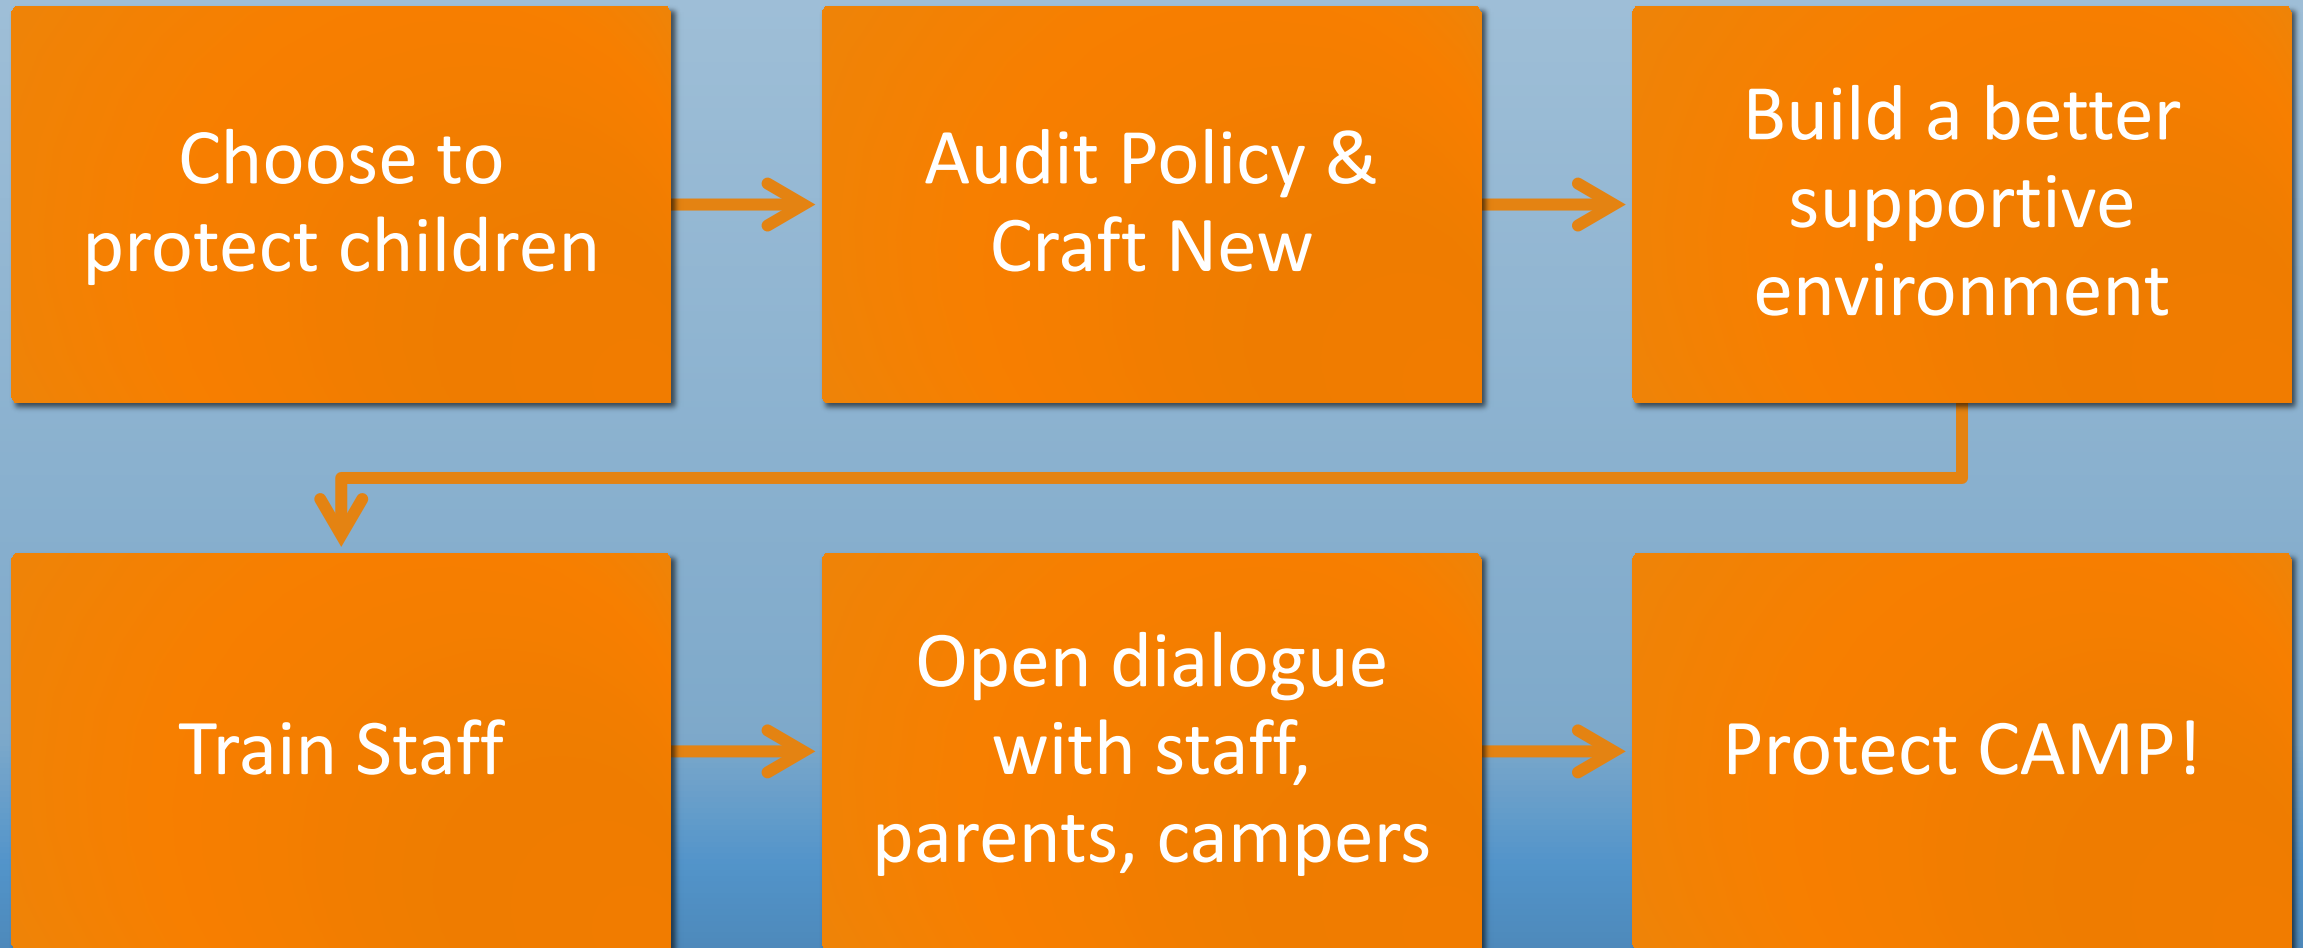 Choose to
protect children
Audit Policy &
Craft New
Build a better
supportive
environment
Train Staff
Open dialogue
with staff,
parents, campers
Protect CAMP!